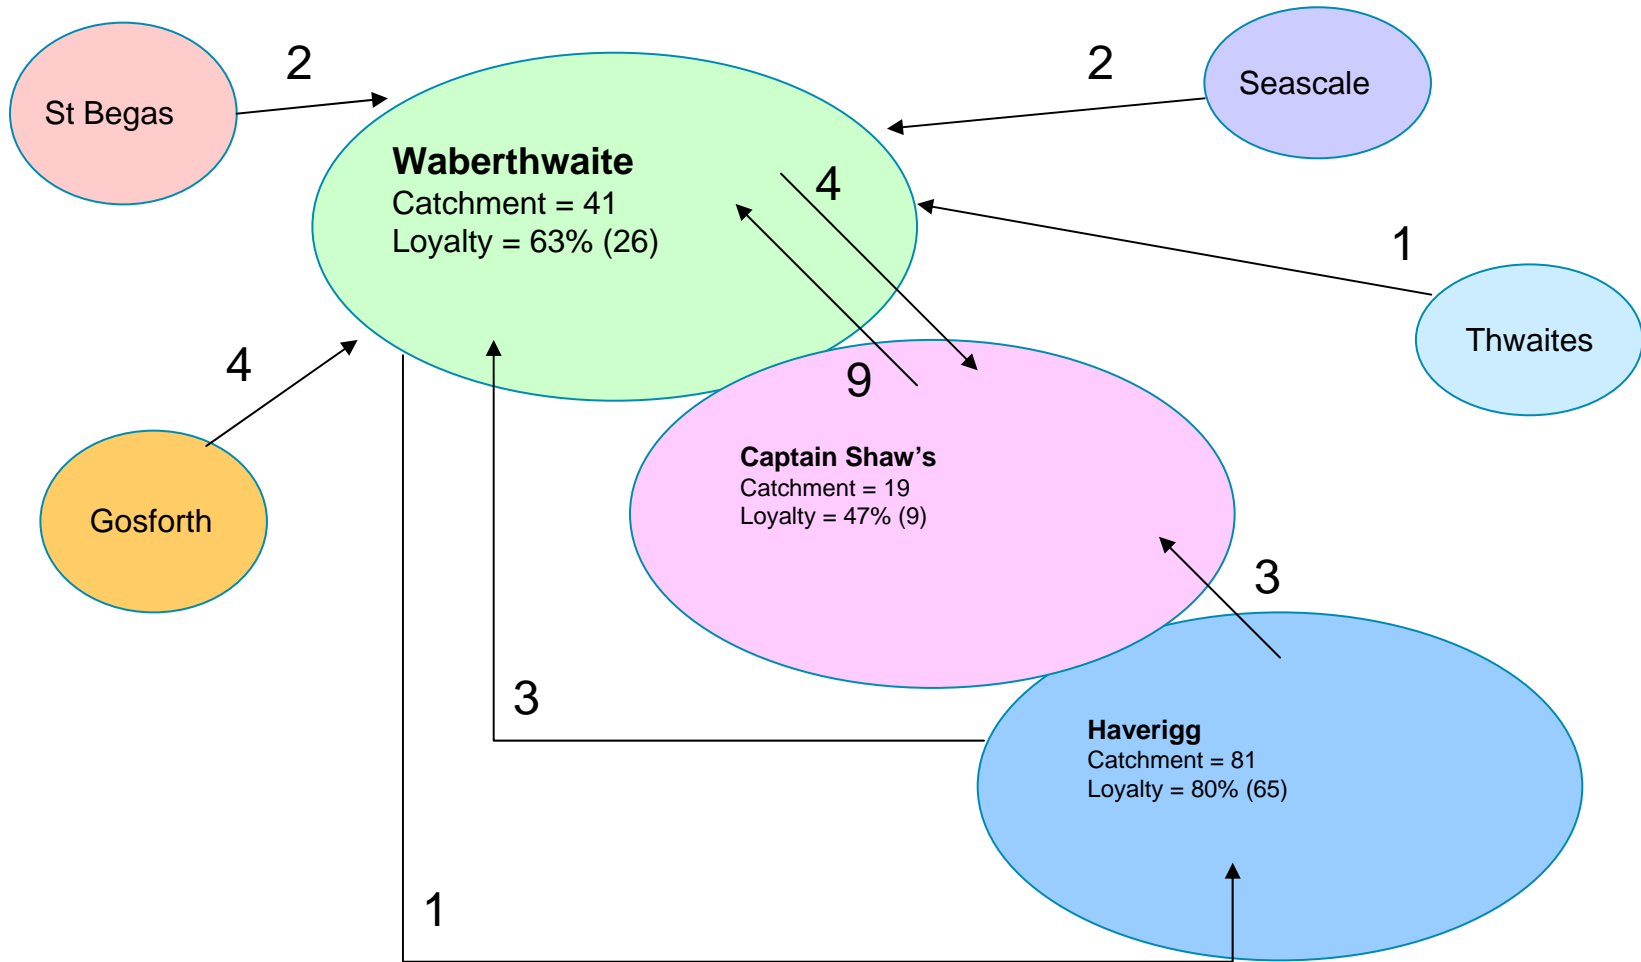 St Begas
2
2
Seascale
Waberthwaite
Catchment = 41
Loyalty = 63% (26)
4
1
Thwaites
4
9
Gosforth
Captain Shaw’s
Catchment = 19
Loyalty = 47% (9)
3
3
Haverigg
Catchment = 81
Loyalty = 80% (65)
1